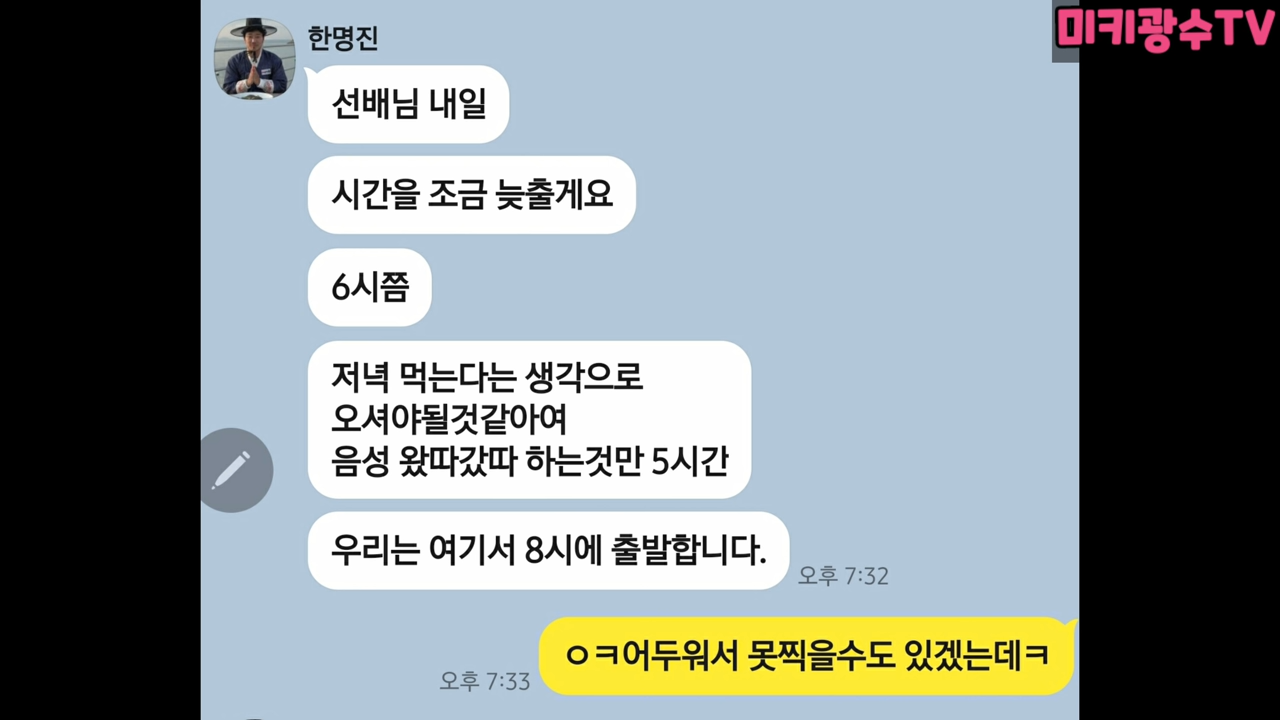 미키광수TV
한명진
선배님 내일
시간을 조금 늦출게요
6시쯤
저녁 먹는다는 생각으로
오셔야될것같아여
음성 왔따갔따 하는것만 5시간
우리는 여기서 8시에 출발합니다.
오후 7:32
ㅇㅋ어두워서 못찍을수도 있겠는데ㅋ
오후 7:33